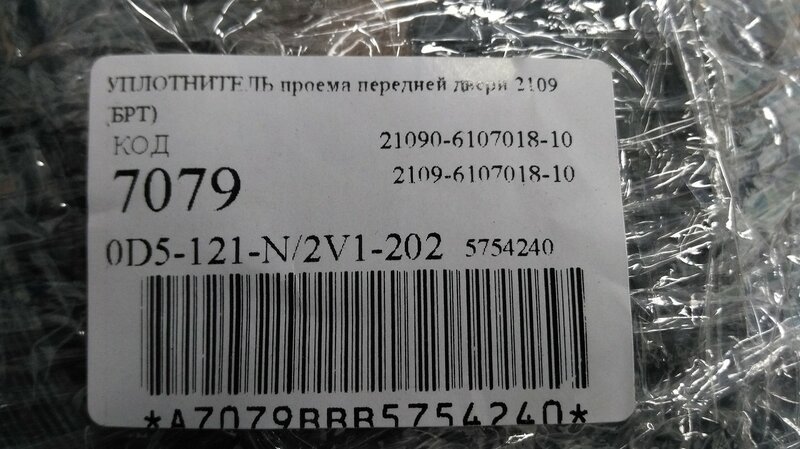 УПЛОТНИТЕЛЬ проема передней двери 2109
(БРТ)
КОД
21090-6107018-10
7079
2109-6107018-10
0D5-121-N/2V1-202 5754240
*A7079BBB5754240*